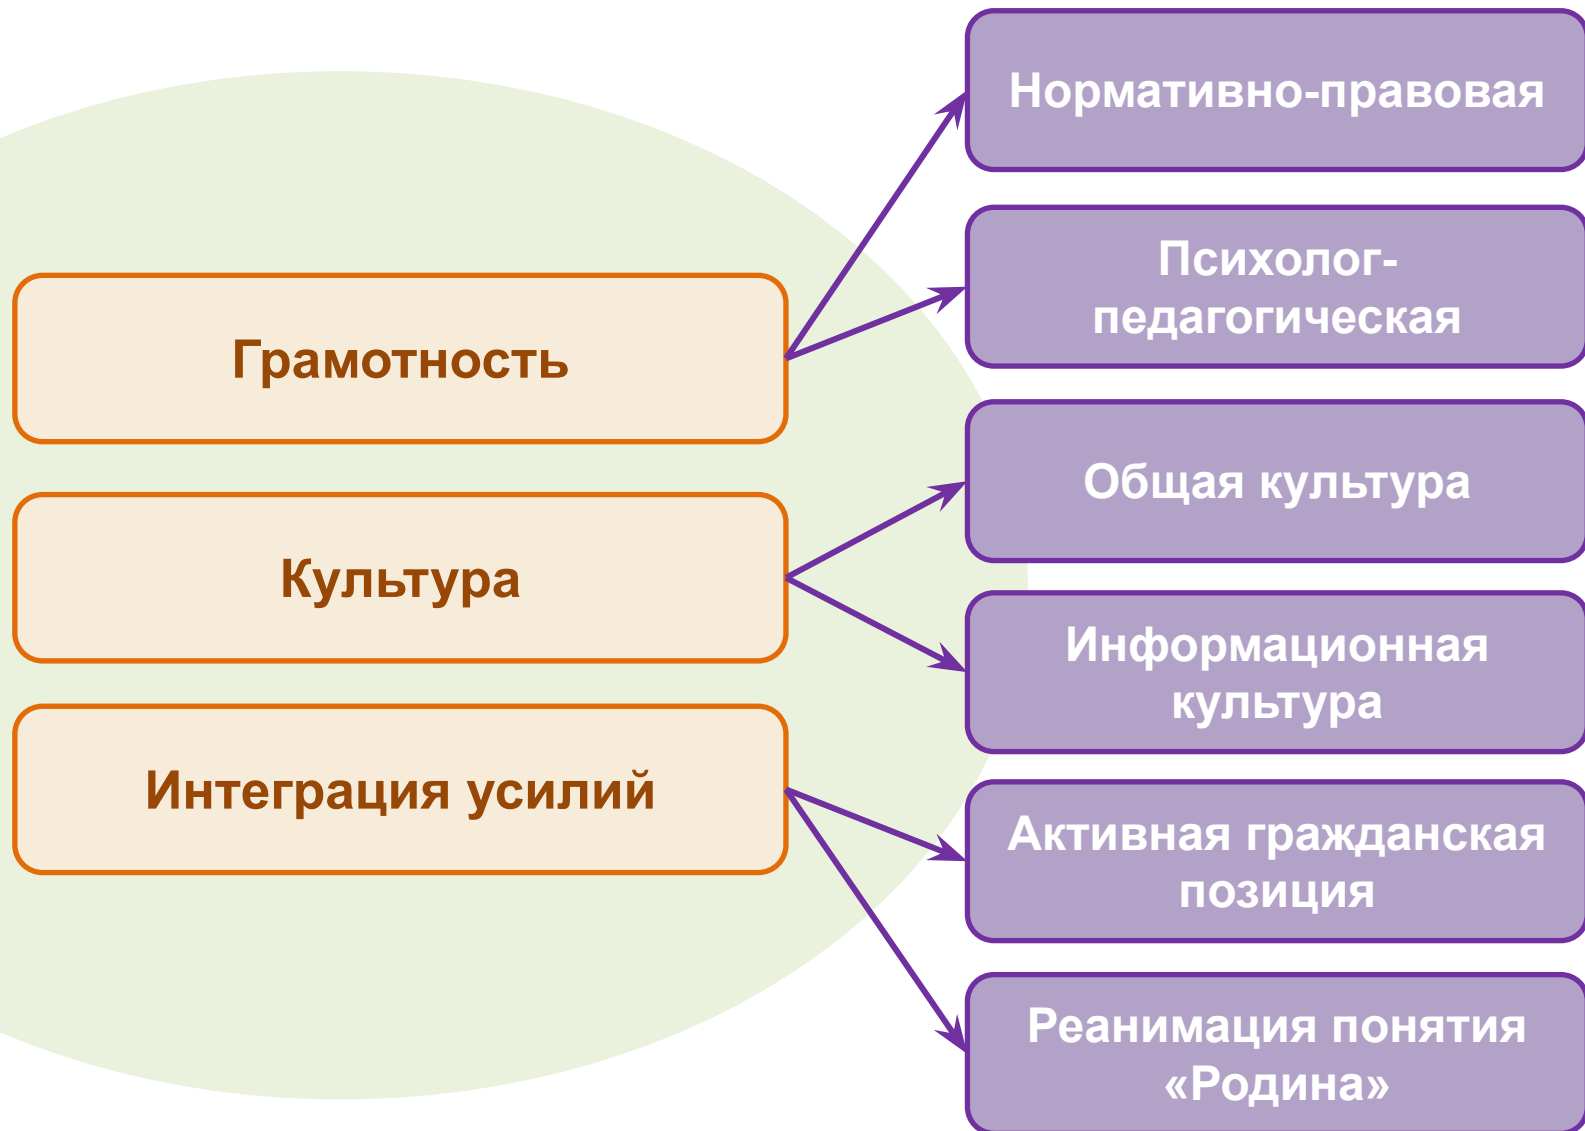 Грамотность
Культура
Интеграция усилий
Нормативно-правовая
Психолог-
педагогическая
Общая культура
Информационная
культура
Активная гражданская
позиция
Реанимация понятия
«Родина»